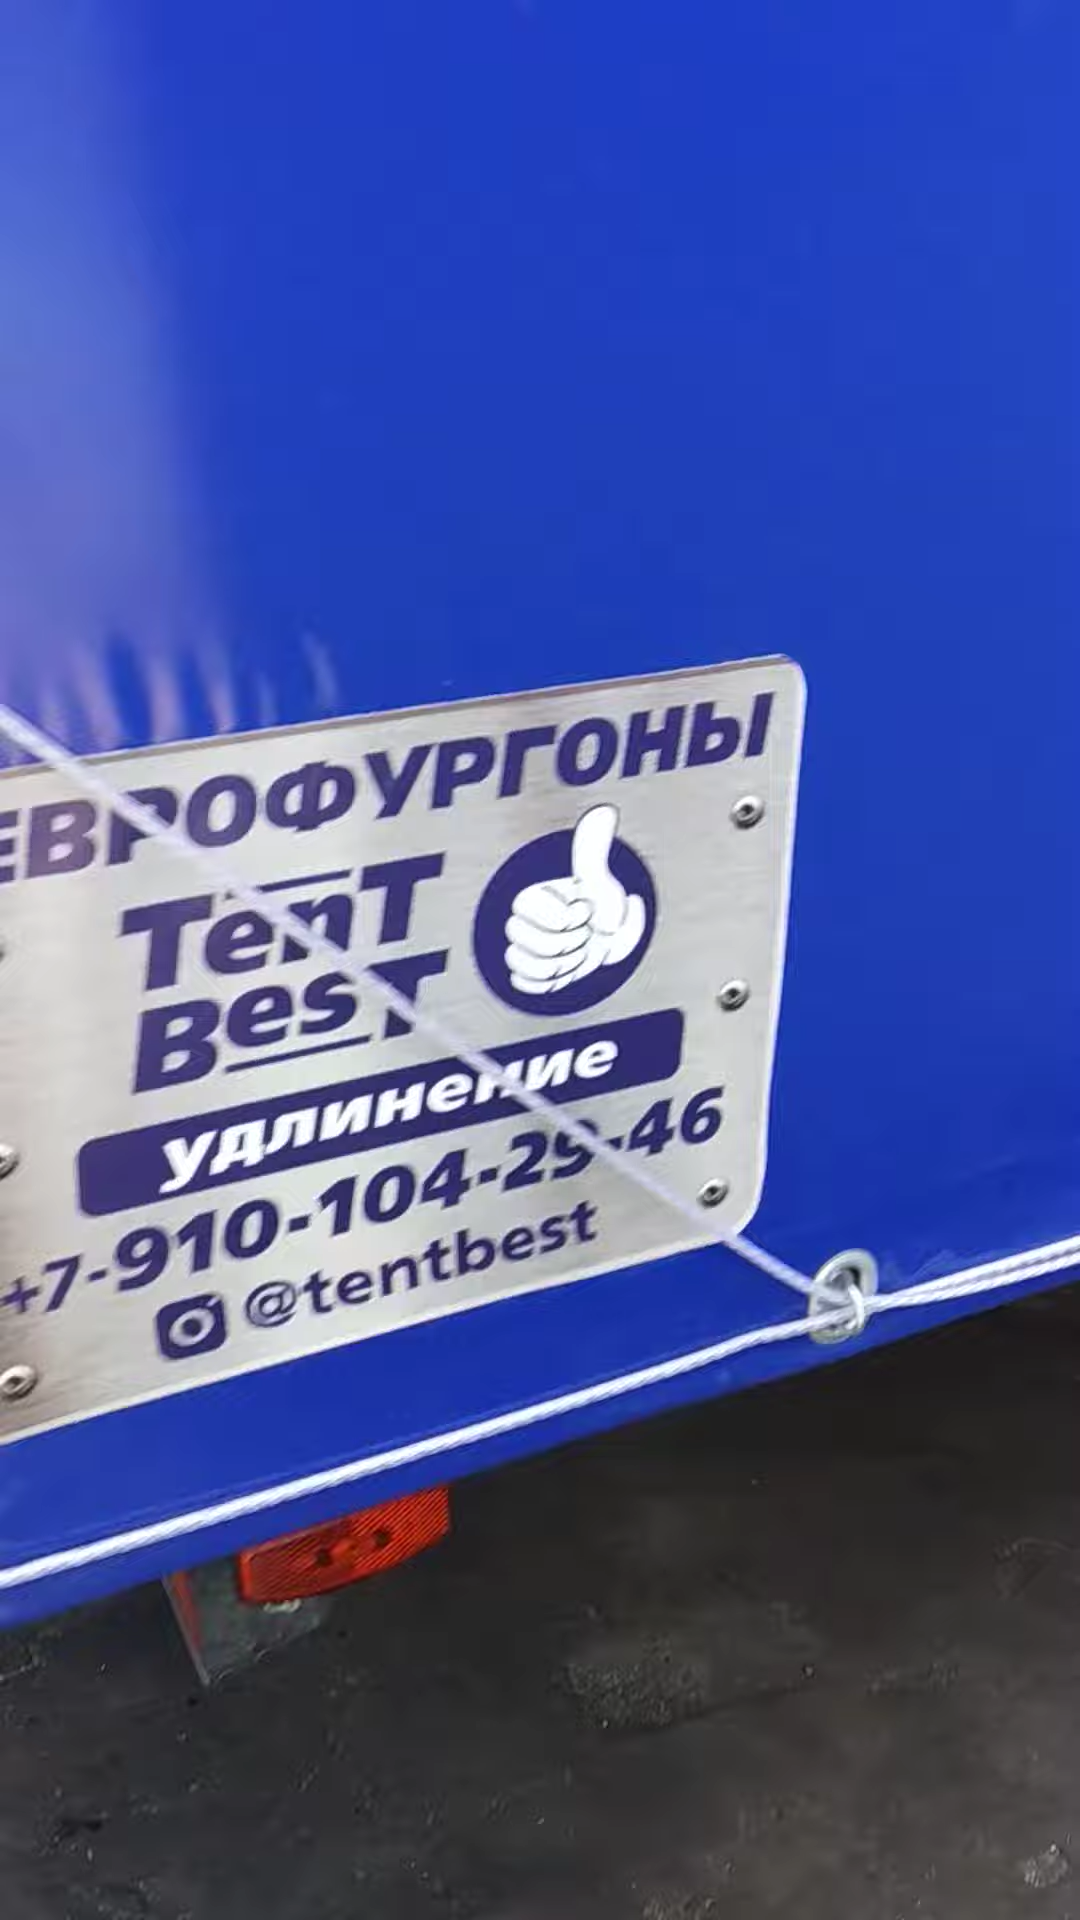 ЕВРОФУРГОНЫ
TenT
BesT
удлинение
+7-910-104-29-46
@tentbest